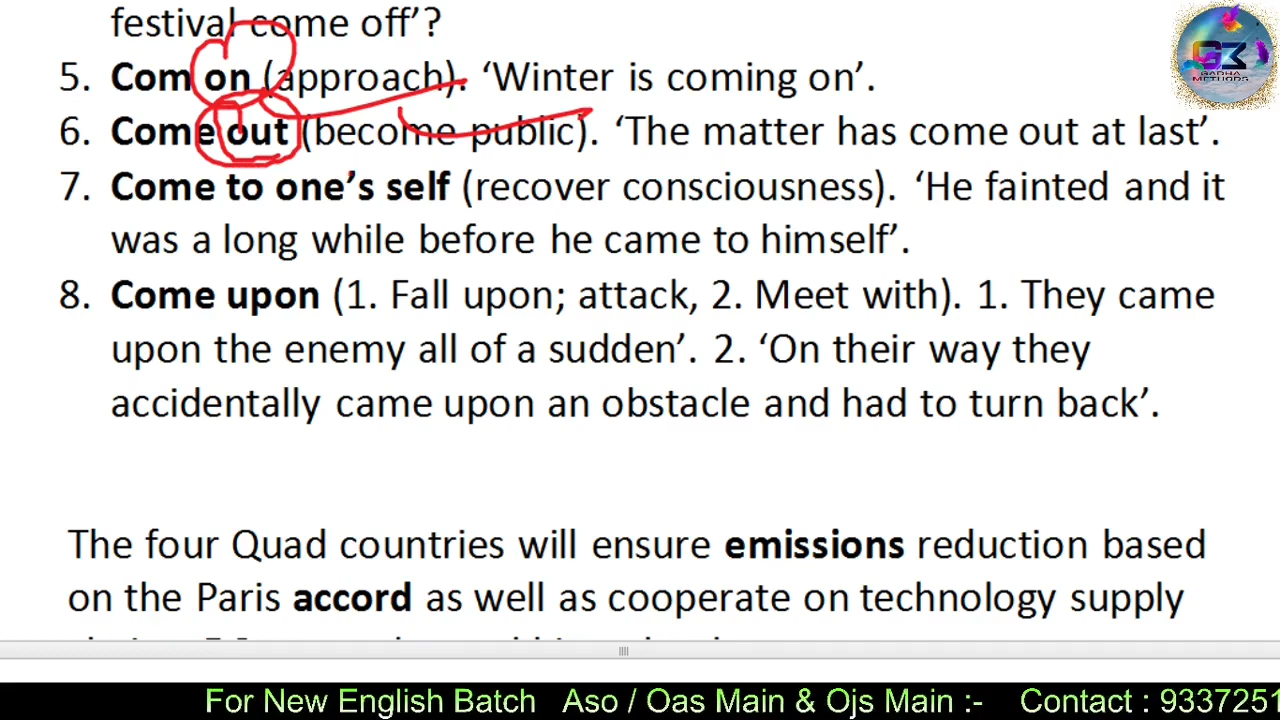 festival come off’?
5. Com on (approach). ‘Winter is coming on’.
6. Come out (become public). ‘The matter has come out at last’.
7. Come to one’s self (recover consciousness). ‘He fainted and it
was a long while before he came to himself’.
8. Come upon (1. Fall upon; attack, 2. Meet with). 1. They came
upon the enemy all of a sudden’. 2. ‘On their way they
accidentally came upon an obstacle and had to turn back’.
The four Quad countries will ensure emissions reduction based
on the Paris accord as well as cooperate on technology supply
For New English Batch Aso / Oas Main & Ojs Main :- Contact : 9337251